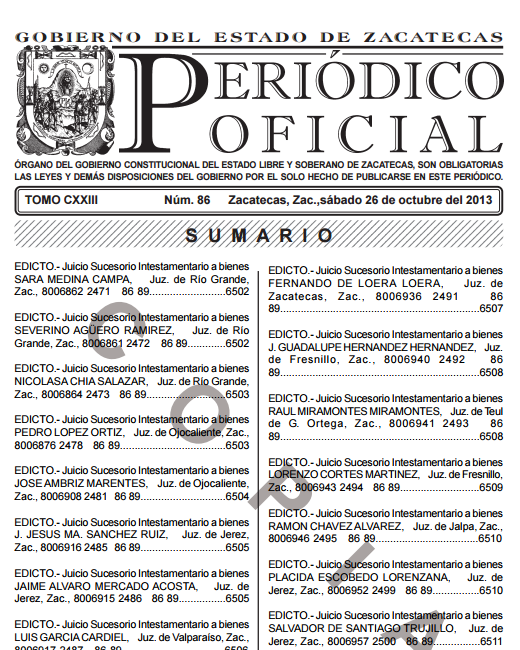 GOBIERNO DEL ESTADO DE ZACATECAS
PERIÓDICO
OFICIAL
ÓRGANO DEL GOBIERNO CONSTITUCIONAL DEL ESTADO LIBRE Y SOBERANO DE ZACATECAS, SON OBLIGATORIAS
LAS LEYES Y DEMÁS DISPOSICIONES DEL GOBIERNO POR EL SOLO HECHO DE PUBLICARSE EN ESTE PERIÓDICO.
TOMO CXXIII Núm. 86 Zacatecas, Zac.,sábado 26 de octubre del 2013
SUMARIO
EDICTO.- Juicio Sucesorio Intestamentario a bienes
SARA MEDINA CAMPA, Juz. de Río Grande,
Zac., 8006862 2471 86 89.........................6502
EDICTO.- Juicio Sucesorio Intestamentario a bienes
SEVERINO AGÜERO RAMIREZ, Juz. de Río
Grande, Zac., 8006861 2472 86 89.............6502
EDICTO.- Juicio Sucesorio Intestamentario a bienes
NICOLASA CHIA SALAZAR, Juz. de Río Grande,
Zac., 8006864 2473 86 89.........................6503
EDICTO.- Juicio Sucesorio Intestamentario a bienes
PEDRO LOPEZ ORTIZ, Juz. de Ojocaliente, Zac.,
8006876 2478 86 89..................................6503
EDICTO.- Juicio Sucesorio Intestamentario a bienes
JOSE AMBRIZ MARENTES, Juz. de Ojocaliente,
Zac., 8006908 2481 86 89.........................6504
EDICTO.- Juicio Sucesorio Intestamentario a bienes
J. JESUS MA. SANCHEZ RUIZ, Juz. de Jerez,
Zac., 8006916 2485 86 89.........................6505
EDICTO.- Juicio Sucesorio Intestamentario a bienes
JAIME ALVARO MERCADO ACOSTA, Juz. de
Jerez, Zac., 8006915 2486 86 89...............6505
EDICTO.- Juicio Sucesorio Intestamentario a bienes
LUIS GARCIA CARDIEL, Juz. de Valparaíso, Zac.,
8006917 2487 86 89..................................6506
EDICTO.- Juicio Sucesorio Intestamentario a bienes
FERNANDO DE LOERA LOERA, Juz. de
Zacatecas, Zac., 8006936 2491 86
89.............................................................6507
EDICTO.- Juicio Sucesorio Intestamentario a bienes
J. GUADALUPE HERNANDEZ HERNANDEZ, Juz.
de Fresnillo, Zac., 8006940 2492 86
89.............................................................6508
EDICTO.- Juicio Sucesorio Intestamentario a bienes
RAUL MIRAMONTES MIRAMONTES, Juz. de Teul
de G. Ortega, Zac., 8006941 2493 86
89.............................................................6508
EDICTO.- Juicio Sucesorio Intestamentario a bienes
LORENZO CORTES MARTINEZ, Juz. de Fresnillo,
Zac., 8006943 2494 86 89.........................6509
EDICTO.- Juicio Sucesorio Intestamentario a bienes
RAMON CHAVEZ ALVAREZ, Juz. de Jalpa, Zac.,
8006946 2495 86 89..................................6510
EDICTO.- Juicio Sucesorio Intestamentario a bienes
PLACIDA ESCOBEDO LORENZANA, Juz. de
Jerez, Zac., 8006952 2499 86 89...............6510
EDICTO.- Juicio Sucesorio Intestamentario a bienes
SALVADOR DE SANTIAGO TRUJILLO, Juz. de
Jerez, Zac., 8006957 2500 86 89...............6511
COPIA